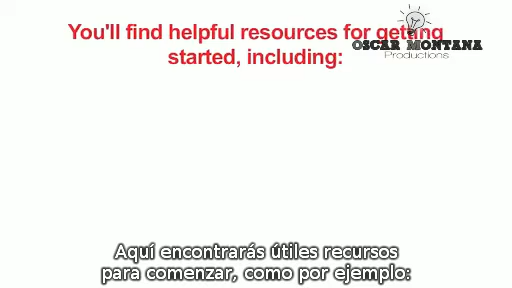 You'll find helpful resources for getting
started, including:
OSCAR MONTANA
Productions
Aquí encontrarás útiles recursos
para comenzar, como por ejemplo: